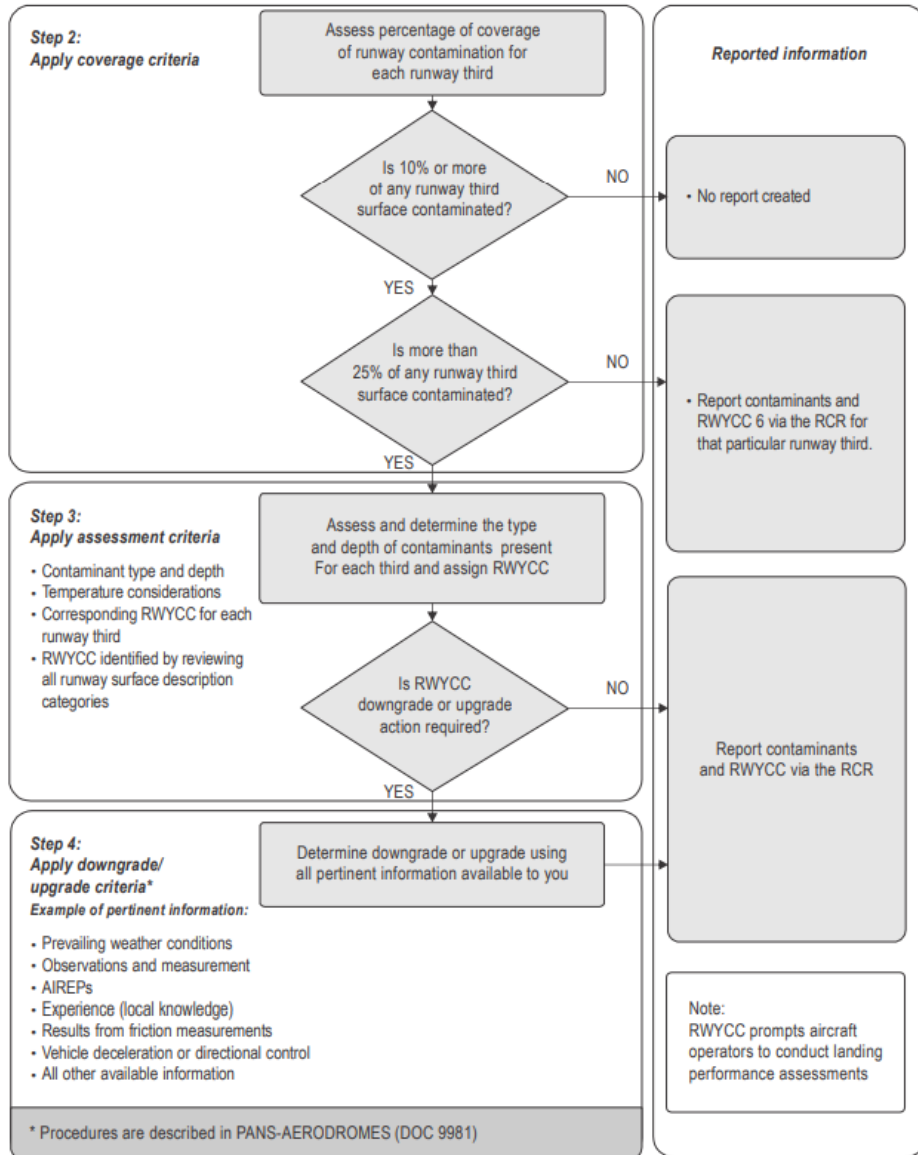 Step 2:
Apply coverage criteria
Assess percentage of coverage
of runway contamination for
each runway third
Reported information
Is 10% or more
of any runway third
surface contaminated?
NO
• No report created
YES
Is more than
25% of any runway third
surface contaminated?
NO
• Report contaminants and
RWYCC 6 via the RCR for
that particular runway third.
YES
Step 3:
Apply assessment criteria
• Contaminant type and depth
• Temperature considerations
• Corresponding RWYCC for each
runway third
• RWYCC identified by reviewing
all runway surface description
categories
Assess and determine the type
and depth of contaminants present
For each third and assign RWYCC
Is RWYCC
downgrade or upgrade
action required?
NO
Report contaminants
and RWYCC via the RCR
YES
Step 4:
Apply downgrade/
upgrade criteria*
Example of pertinent information:
• Prevailing weather conditions
• Observations and measurement
• AIREPs
• Experience (local knowledge)
• Results from friction measurements
• Vehicle deceleration or directional control
• All other available information
Determine downgrade or upgrade using
all pertinent information available to you
Note:
RWYCC prompts aircraft
operators to conduct landing
performance assessments
* Procedures are described in PANS-AERODROMES (DOC 9981)